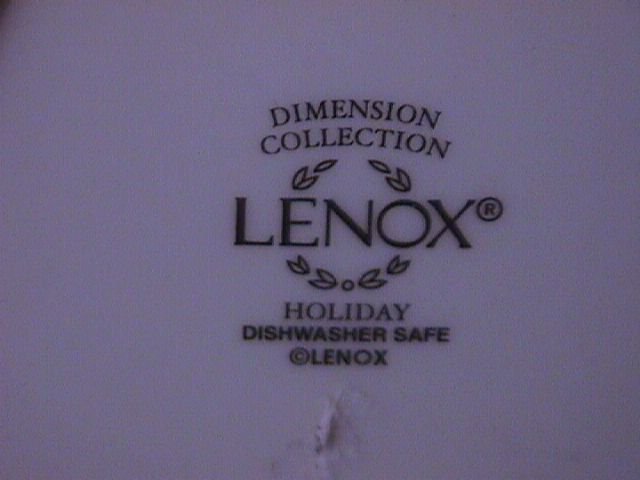 DIMENSION
COLLECTION
LENOX®
HOLIDAY
DISHWASHER SAFE
©LENOX